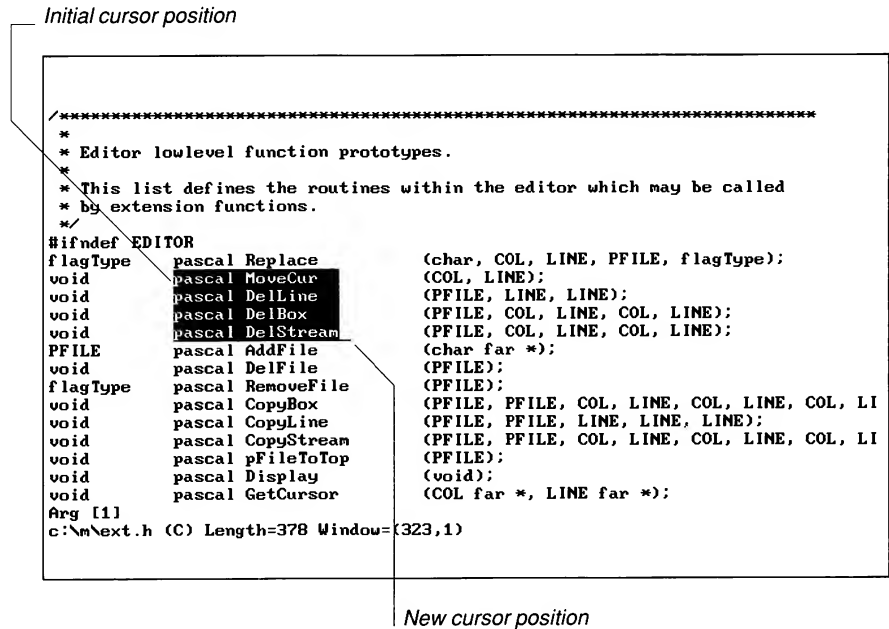 Initial cursor position
/*************************************************************************
 *
 * Editor lowlevel function prototypes.
 *
 * This list defines the routines within the editor which may be called
 * by extension functions.
 */
#ifndef EDITOR
flagType    pascal Replace    (char, COL, LINE, PFILE, flagType);
void    pascal MoveCur    (COL, LINE);
void    pascal DelLine    (PFILE, LINE, LINE);
void    pascal DelBox    (PFILE, COL, LINE, COL, LINE);
void    pascal DelStream    (PFILE, COL, LINE, COL, LINE);
PFILE    pascal AddFile    (char far *);
void    pascal DelFile    (PFILE);
flagType    pascal RemoveFile    (PFILE);
void    pascal CopyBox    (PFILE, PFILE, COL, LINE, COL, LINE, COL, LI
void    pascal CopyLine    (PFILE, PFILE, LINE, LINE, LINE);
void    pascal CopyStream    (PFILE, PFILE, COL, LINE, COL, LINE, COL, LI
void    pascal pFileToTop    (PFILE);
void    pascal Display    (void);
void    pascal GetCursor    (COL far *, LINE far *);
Arg [1]
c:\m\ext.h (C) Length=378 Window=(323,1)
New cursor position